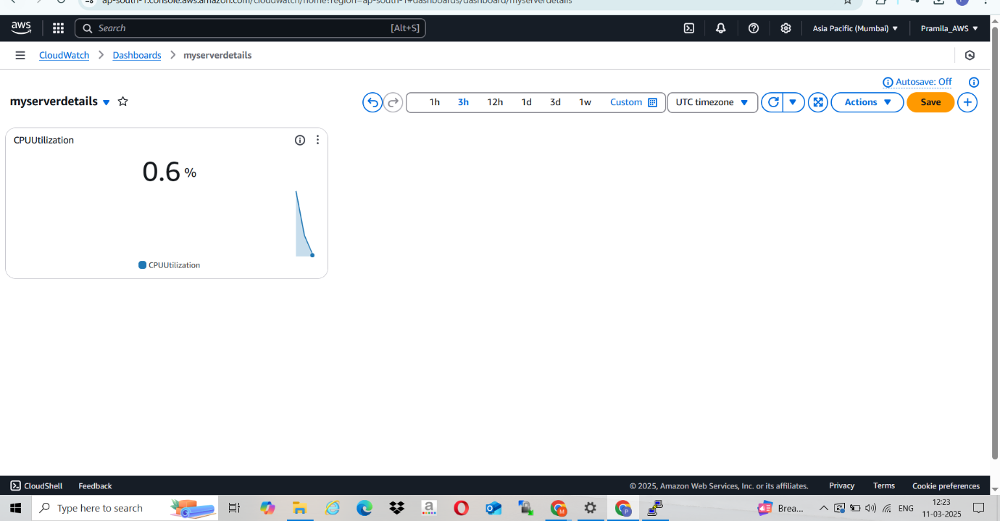 ap-south-1.console.aws.amazon.com/cloudwatch/home?region=ap-south-1#dashboards/dashboard/myserverdetails
aws
Search
[Alt+S]
Asia Pacific (Mumbai)
Pramila_AWS
CloudWatch > Dashboards > myserverdetails
Autosave: Off
myserverdetails
1h 3h 12h 1d 3d 1w Custom
UTC timezone
Actions
Save
CPUUtilization
0.6 %
CPUUtilization
CloudShell
Feedback
© 2025, Amazon Web Services, Inc. or its affiliates.
Privacy
Terms
Cookie preferences
Type here to search
a
M
P
Brea...
ENG
12:23
11-03-2025